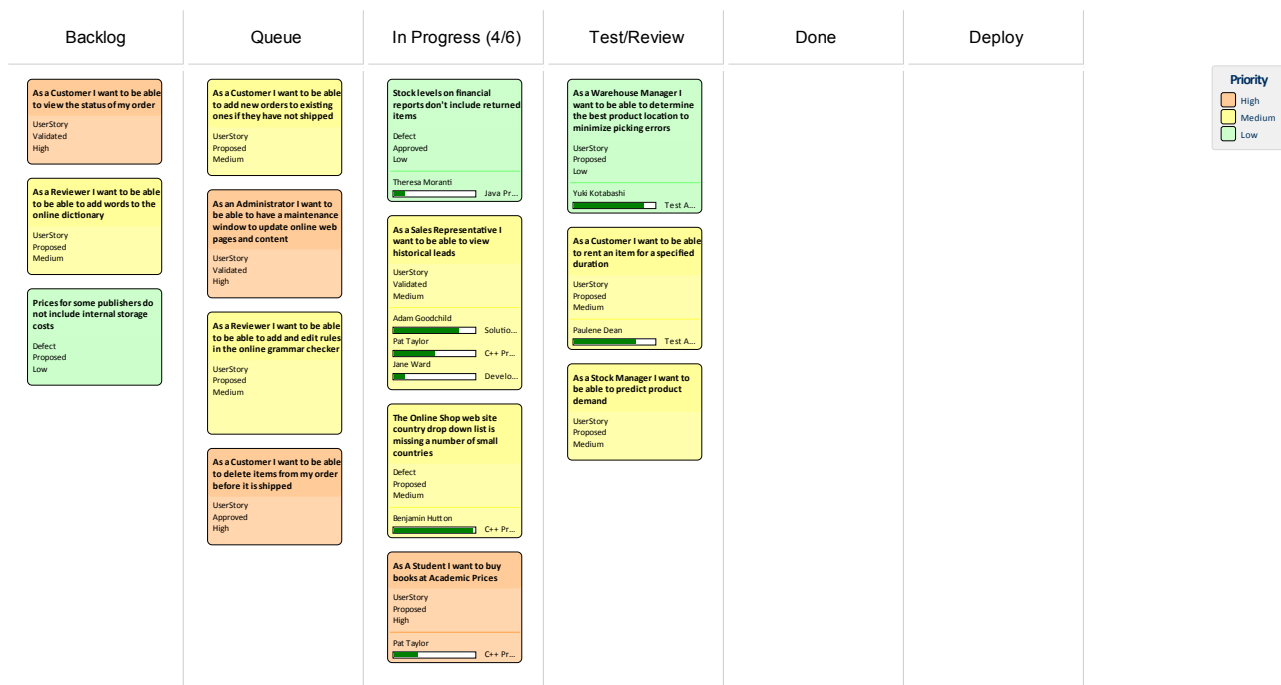 Backlog
Queue
In Progress (4/6)
Test/Review
Done
Deploy
As a Customer I want to be able
to view the status of my order
UserStory
Validated
High
As a Reviewer I want to be able
to be able to add words to the
online dictionary
UserStory
Proposed
Medium
Prices for some publishers do
not include internal storage
costs
Defect
Proposed
Low
As a Customer I want to be able
to add new orders to existing
ones if they have not shipped
UserStory
Proposed
Medium
As an Administrator I want to
be able to have a maintenance
window to update online web
pages and content
UserStory
Validated
High
As a Reviewer I want to be able
to be able to add and edit rules
in the online grammar checker
UserStory
Proposed
Medium
As a Customer I want to be able
to delete items from my order
before it is shipped
UserStory
Approved
High
Stock levels on financial
reports don't include returned
items
Defect
Approved
Low
Theresa Moranti
Java Pr...
As a Sales Representative I
want to be able to view
historical leads
UserStory
Validated
Medium
Adam Goodchild
Solutio...
Pat Taylor
C++ Pr...
Jane Ward
Develo...
The Online Shop web site
country drop down list is
missing a number of small
countries
Defect
Proposed
Medium
Benjamin Hutton
C++ Pr...
As A Student I want to buy
books at Academic Prices
UserStory
Proposed
High
Pat Taylor
C++ Pr...
As a Warehouse Manager I
want to be able to determine
the best product location to
minimize picking errors
UserStory
Proposed
Low
Yuki Kotabashi
Test A...
As a Customer I want to be able
to rent an item for a specified
duration
UserStory
Proposed
Medium
Paulene Dean
Test A...
As a Stock Manager I want to
be able to predict product
demand
UserStory
Proposed
Medium
Priority
High
Medium
Low